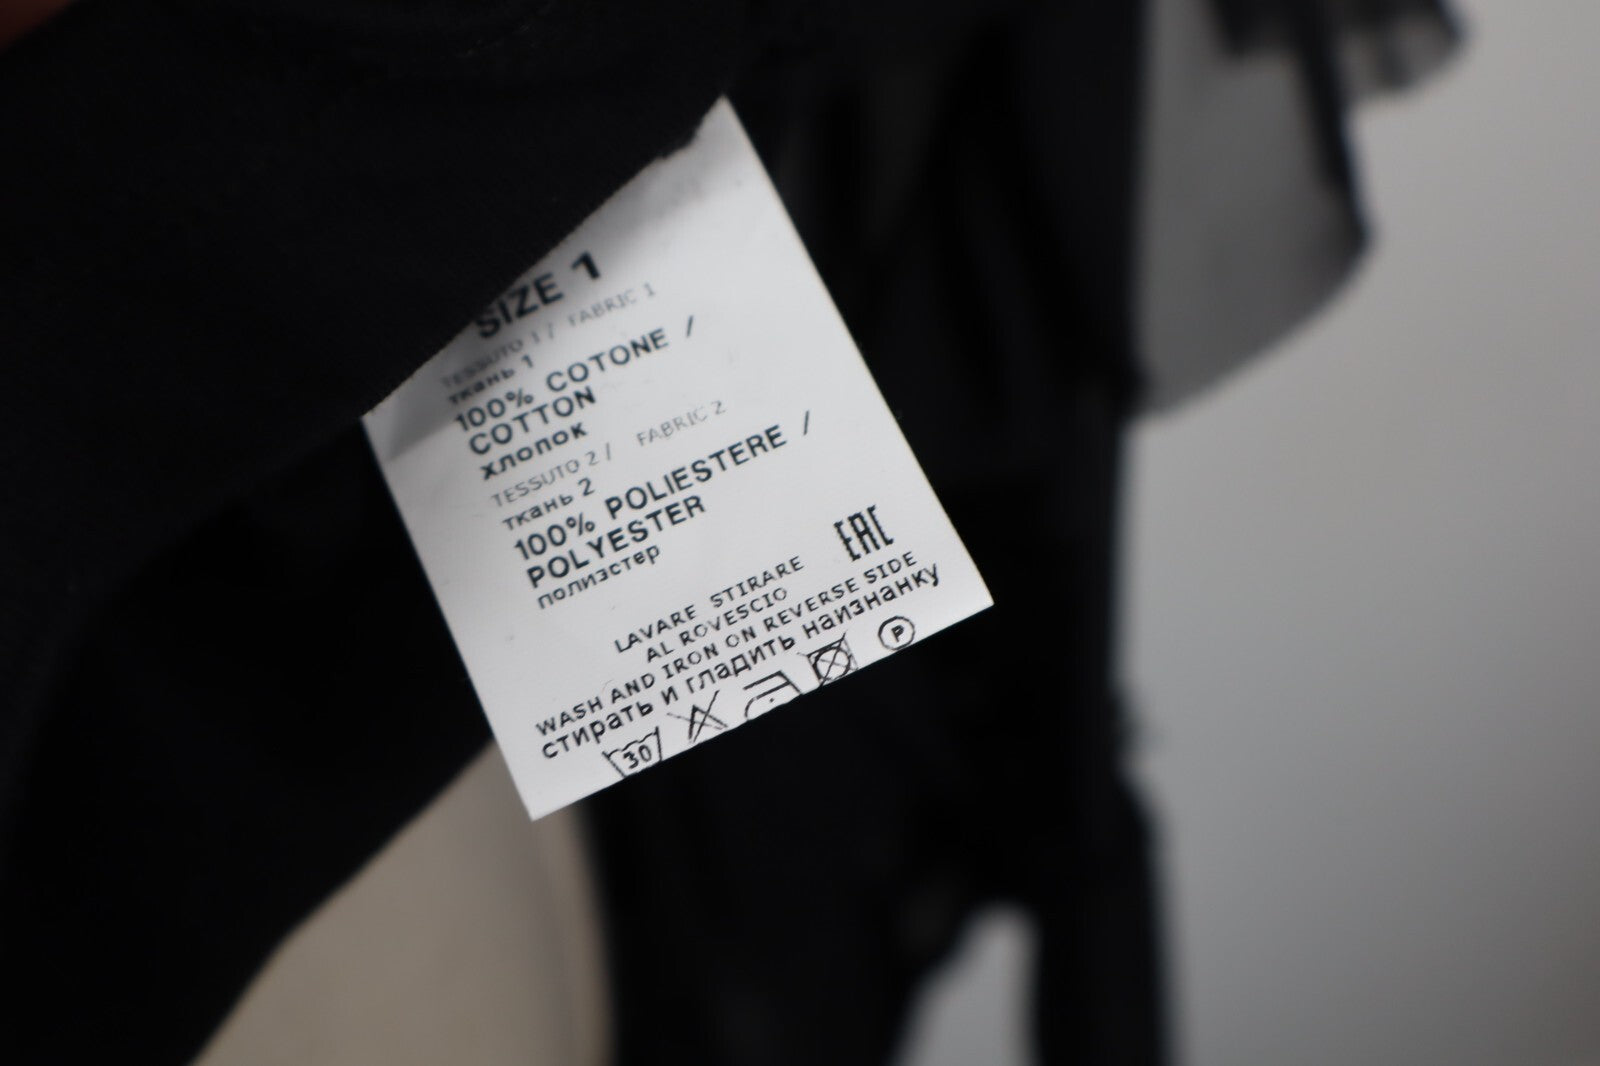 SIZE 1
TESSUTO 1 / FABRIC 1
ткань 1
100% COTONE /
COTTON
хлопок
TESSUTO 2 / FABRIC 2
ткань 2
100% POLIESTERE /
POLYESTER
полиэстер
EAC
LAVARE STIRARE
AL ROVESCIO
WASH AND IRON ON REVERSE SIDE
стирать и гладить наизнанку
30 P